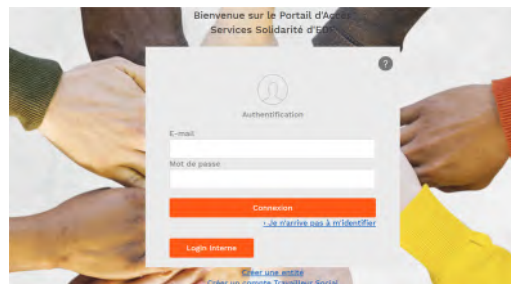 Bienvenue sur le Portail d'Accès
Services Solidarité d'EDF
?
Authentification
E-mail
Mot de passe
Connexion
› Je n'arrive pas à m'identifier
Login Interne
Créer une entité
Créer un compte Travailleur Social